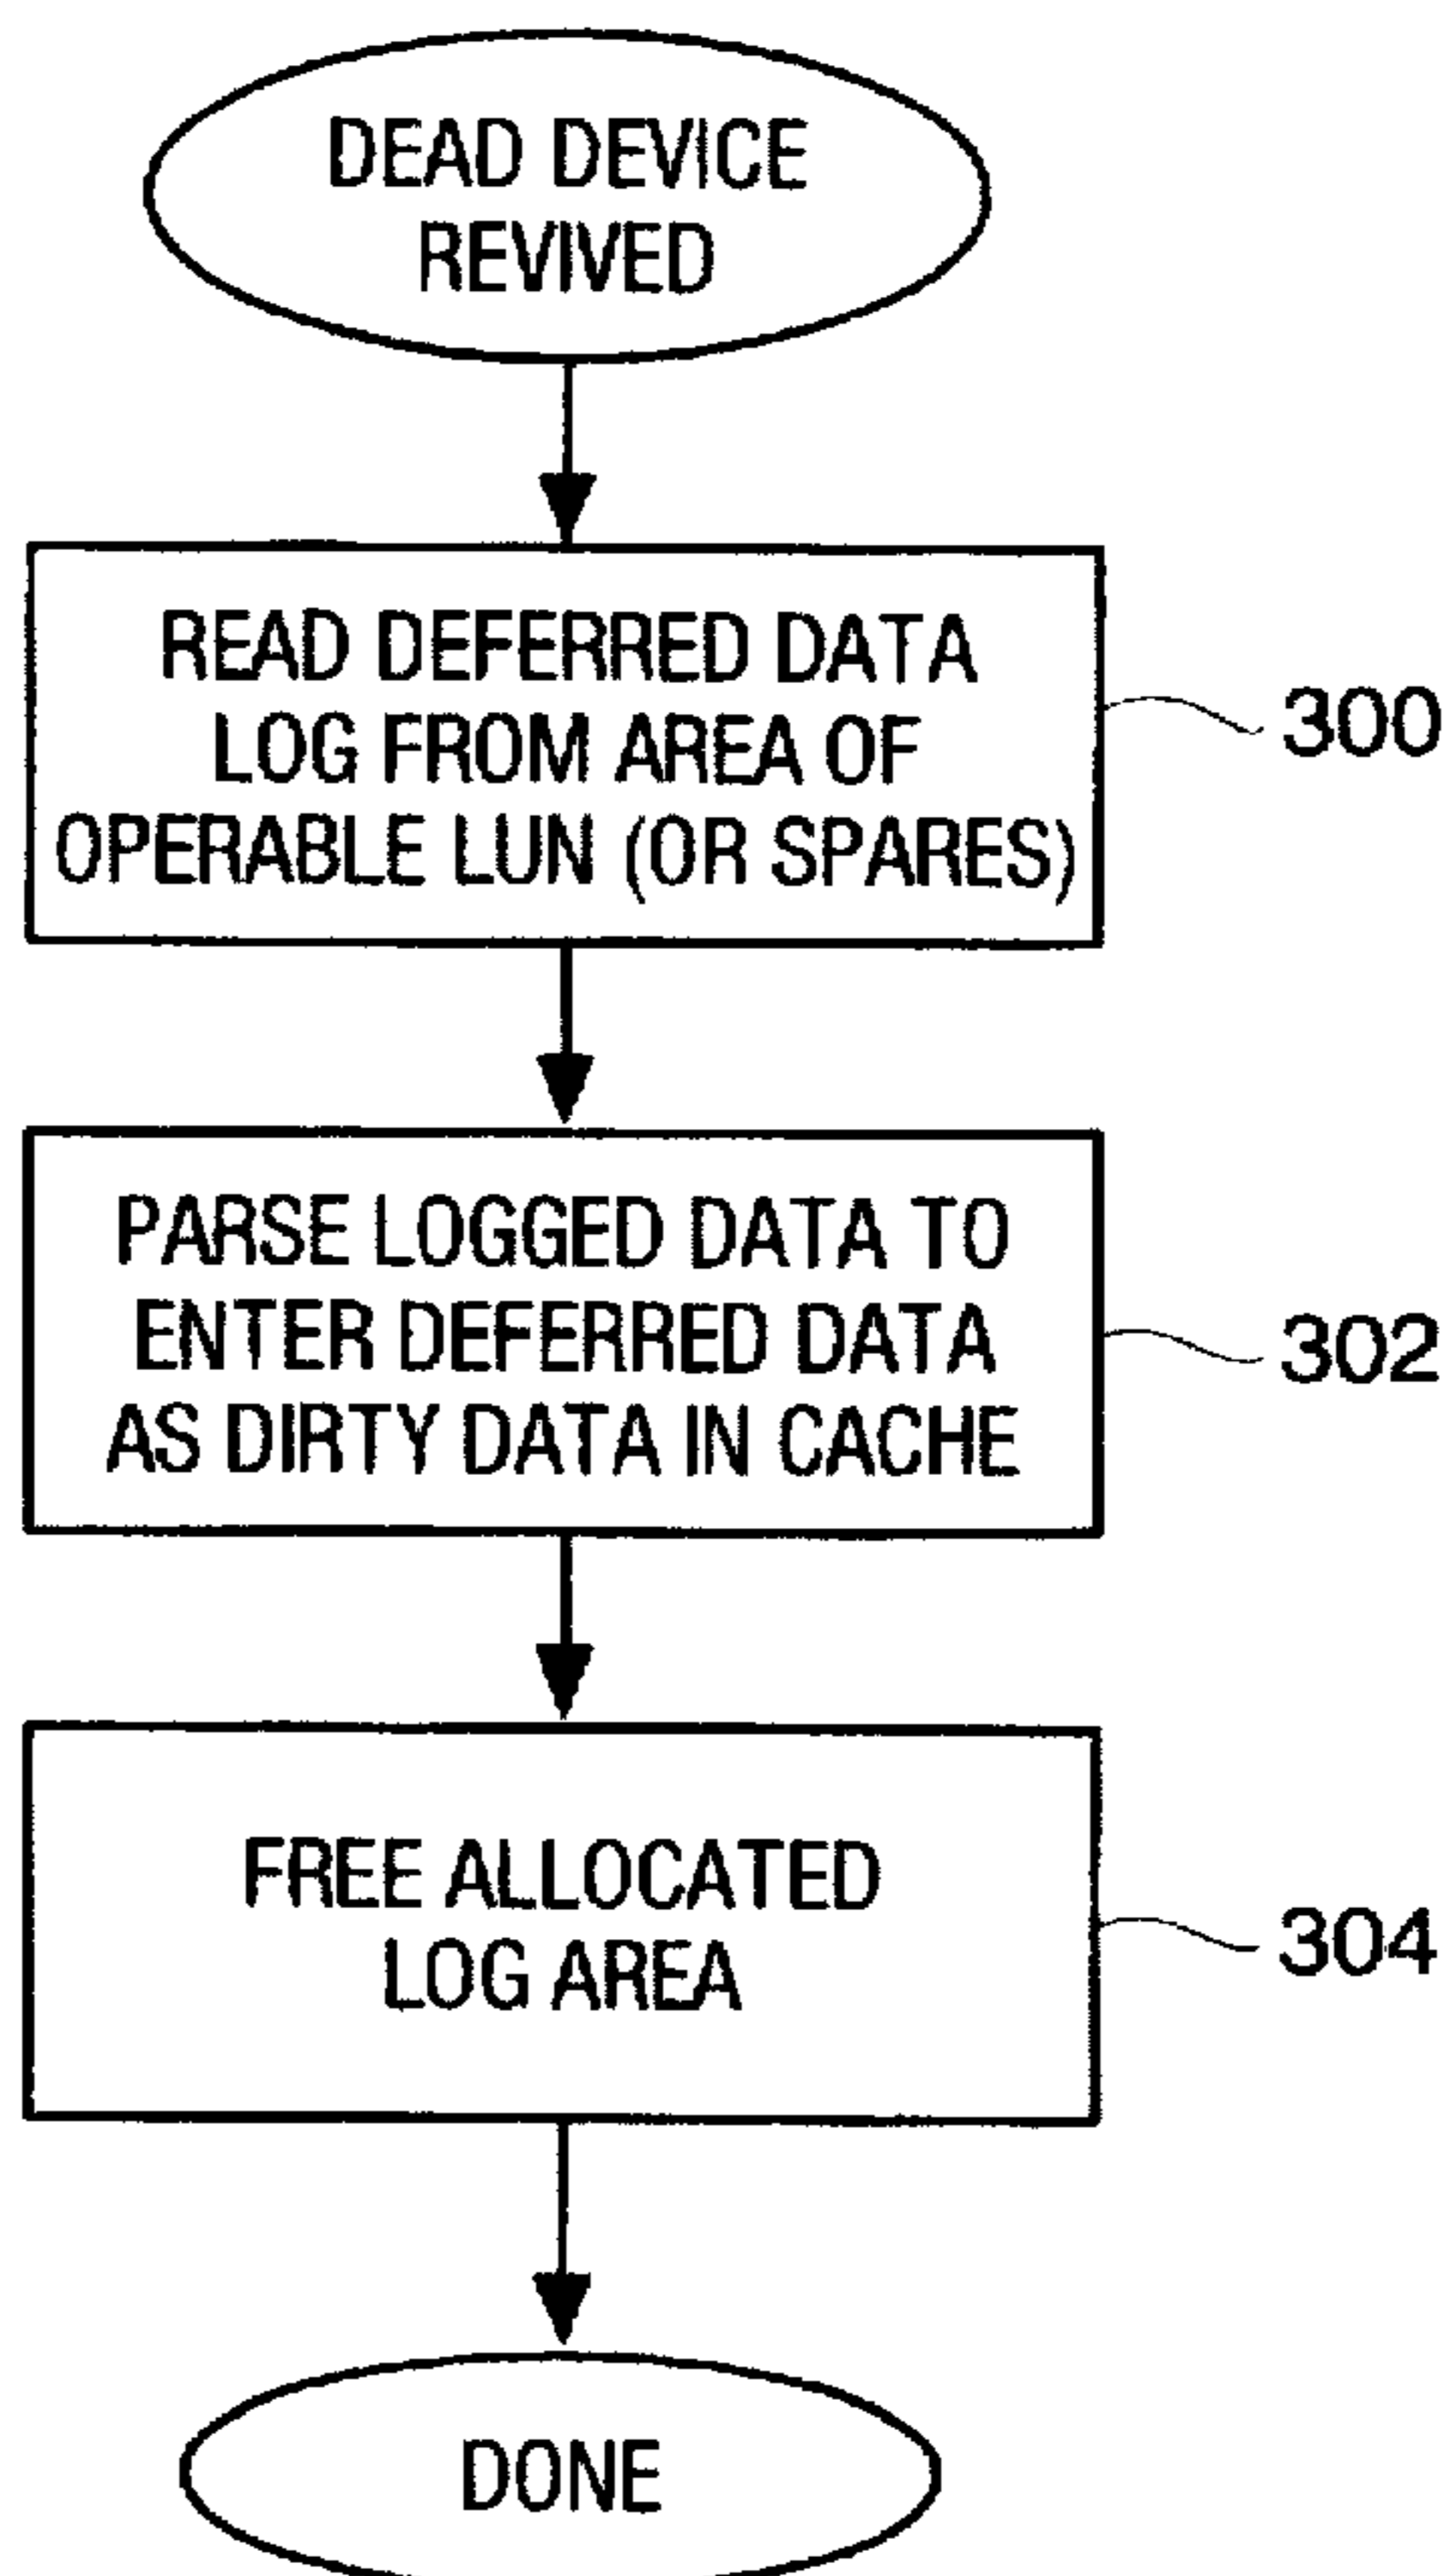 DEAD DEVICE
REVIVED
READ DEFERRED DATA
LOG FROM AREA OF
OPERABLE LUN (OR SPARES)
300
PARSE LOGGED DATA TO
ENTER DEFERRED DATA
AS DIRTY DATA IN CACHE
302
FREE ALLOCATED
LOG AREA
304
DONE